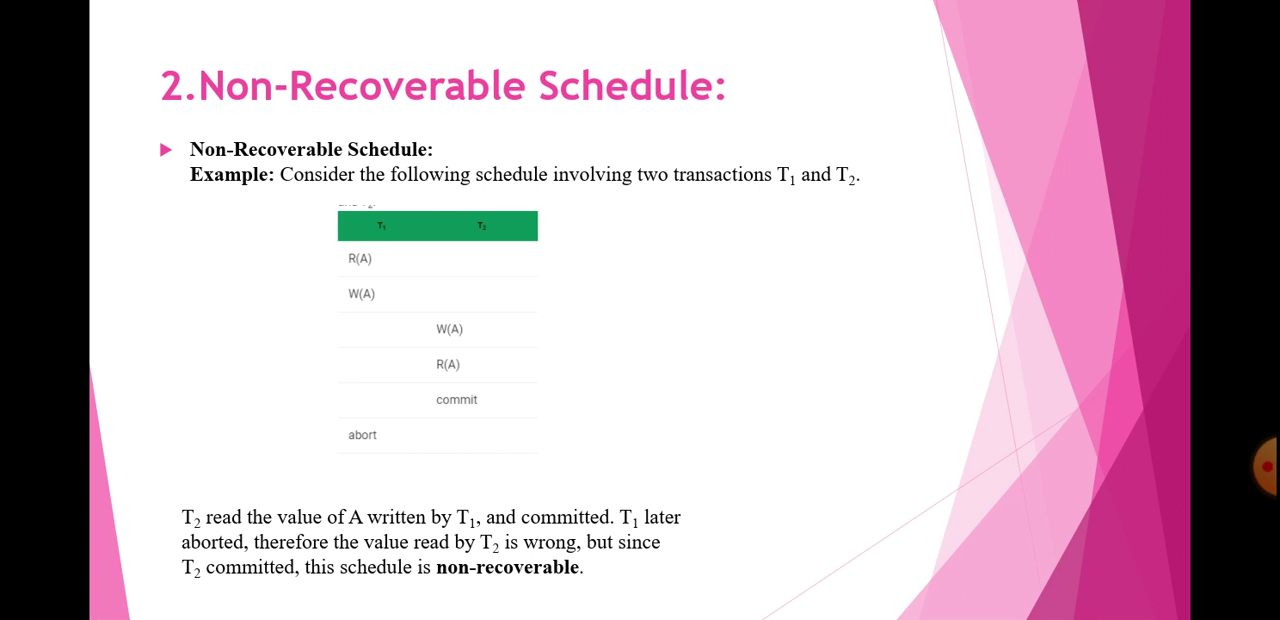 2.Non-Recoverable Schedule:
Non-Recoverable Schedule:
Example: Consider the following schedule involving two transactions T₁ and T₂.
T₁ T₂
R(A)
W(A)
W(A)
R(A)
commit
abort
T₂ read the value of A written by T₁, and committed. T₁ later
aborted, therefore the value read by T₂ is wrong, but since
T₂ committed, this schedule is non-recoverable.